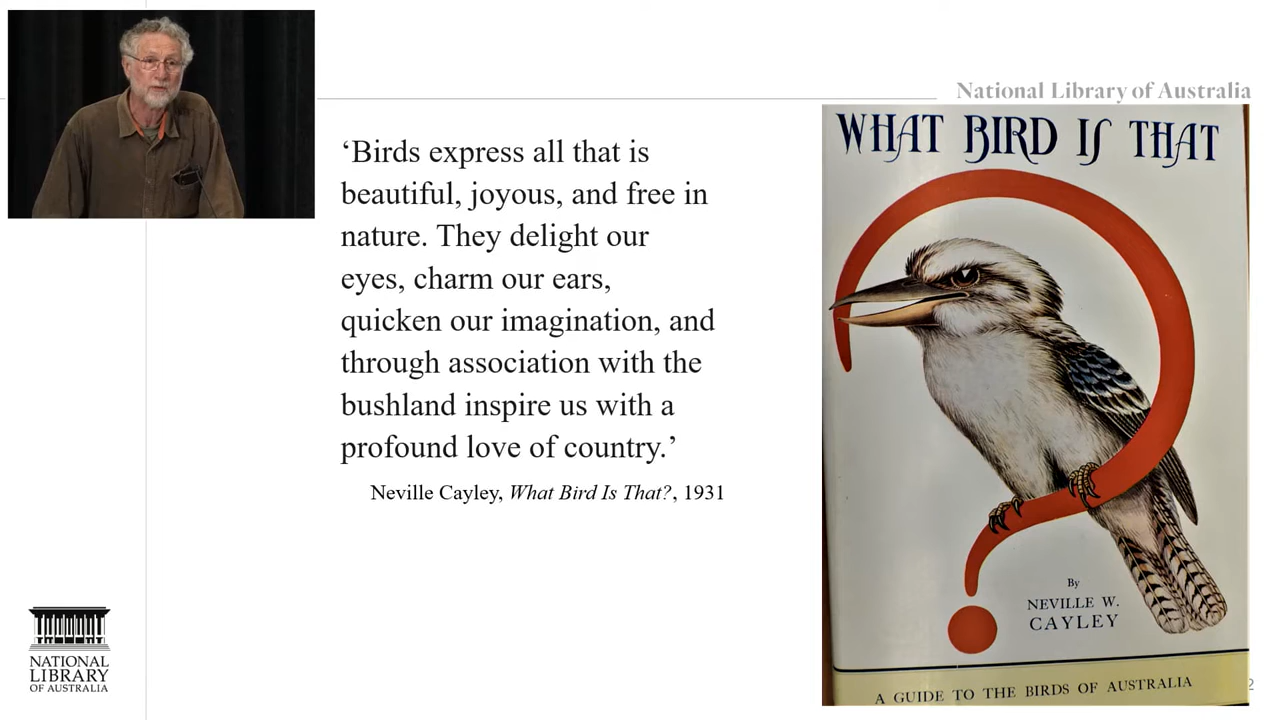 National Library of Australia
‘Birds express all that is
beautiful, joyous, and free in
nature. They delight our
eyes, charm our ears,
quicken our imagination, and
through association with the
bushland inspire us with a
profound love of country.’
Neville Cayley, What Bird Is That?, 1931
WHAT BIRD IS THAT
By
NEVILLE W.
CAYLEY
A GUIDE TO THE BIRDS OF AUSTRALIA
2
NATIONAL
LIBRARY
OF AUSTRALIA